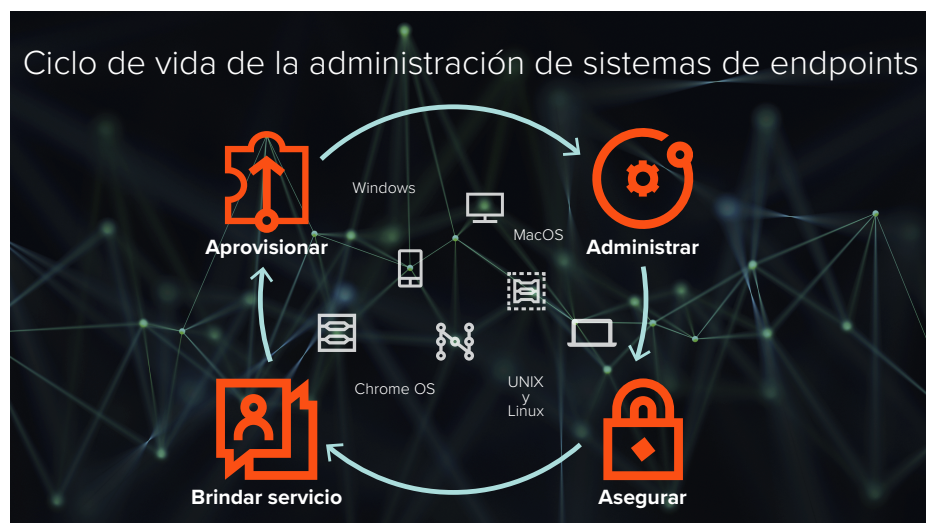 Ciclo de vida de la administración de sistemas de endpoints
Windows
MacOS
Aprovisionar
Administrar
Chrome OS
UNIX
y
Linux
Brindar servicio
Asegurar